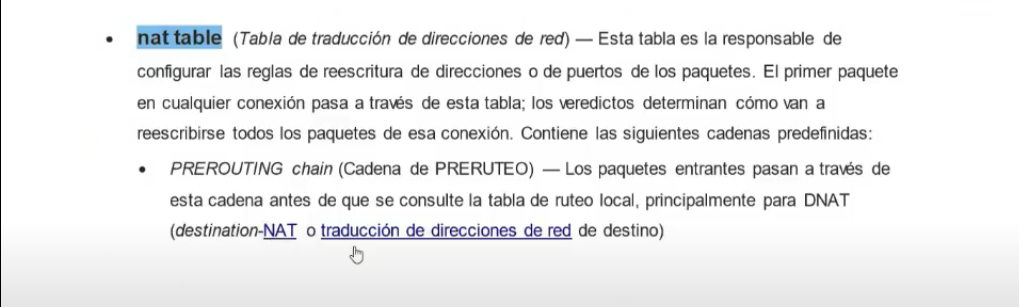 • nat table (Tabla de traducción de direcciones de red) — Esta tabla es la responsable de
configurar las reglas de reescritura de direcciones o de puertos de los paquetes. El primer paquete
en cualquier conexión pasa a través de esta tabla; los veredictos determinan cómo van a
reescribirse todos los paquetes de esa conexión. Contiene las siguientes cadenas predefinidas:
• PREROUTING chain (Cadena de PRERUTEO) — Los paquetes entrantes pasan a través de
esta cadena antes de que se consulte la tabla de ruteo local, principalmente para DNAT
(destination-NAT o traducción de direcciones de red de destino)